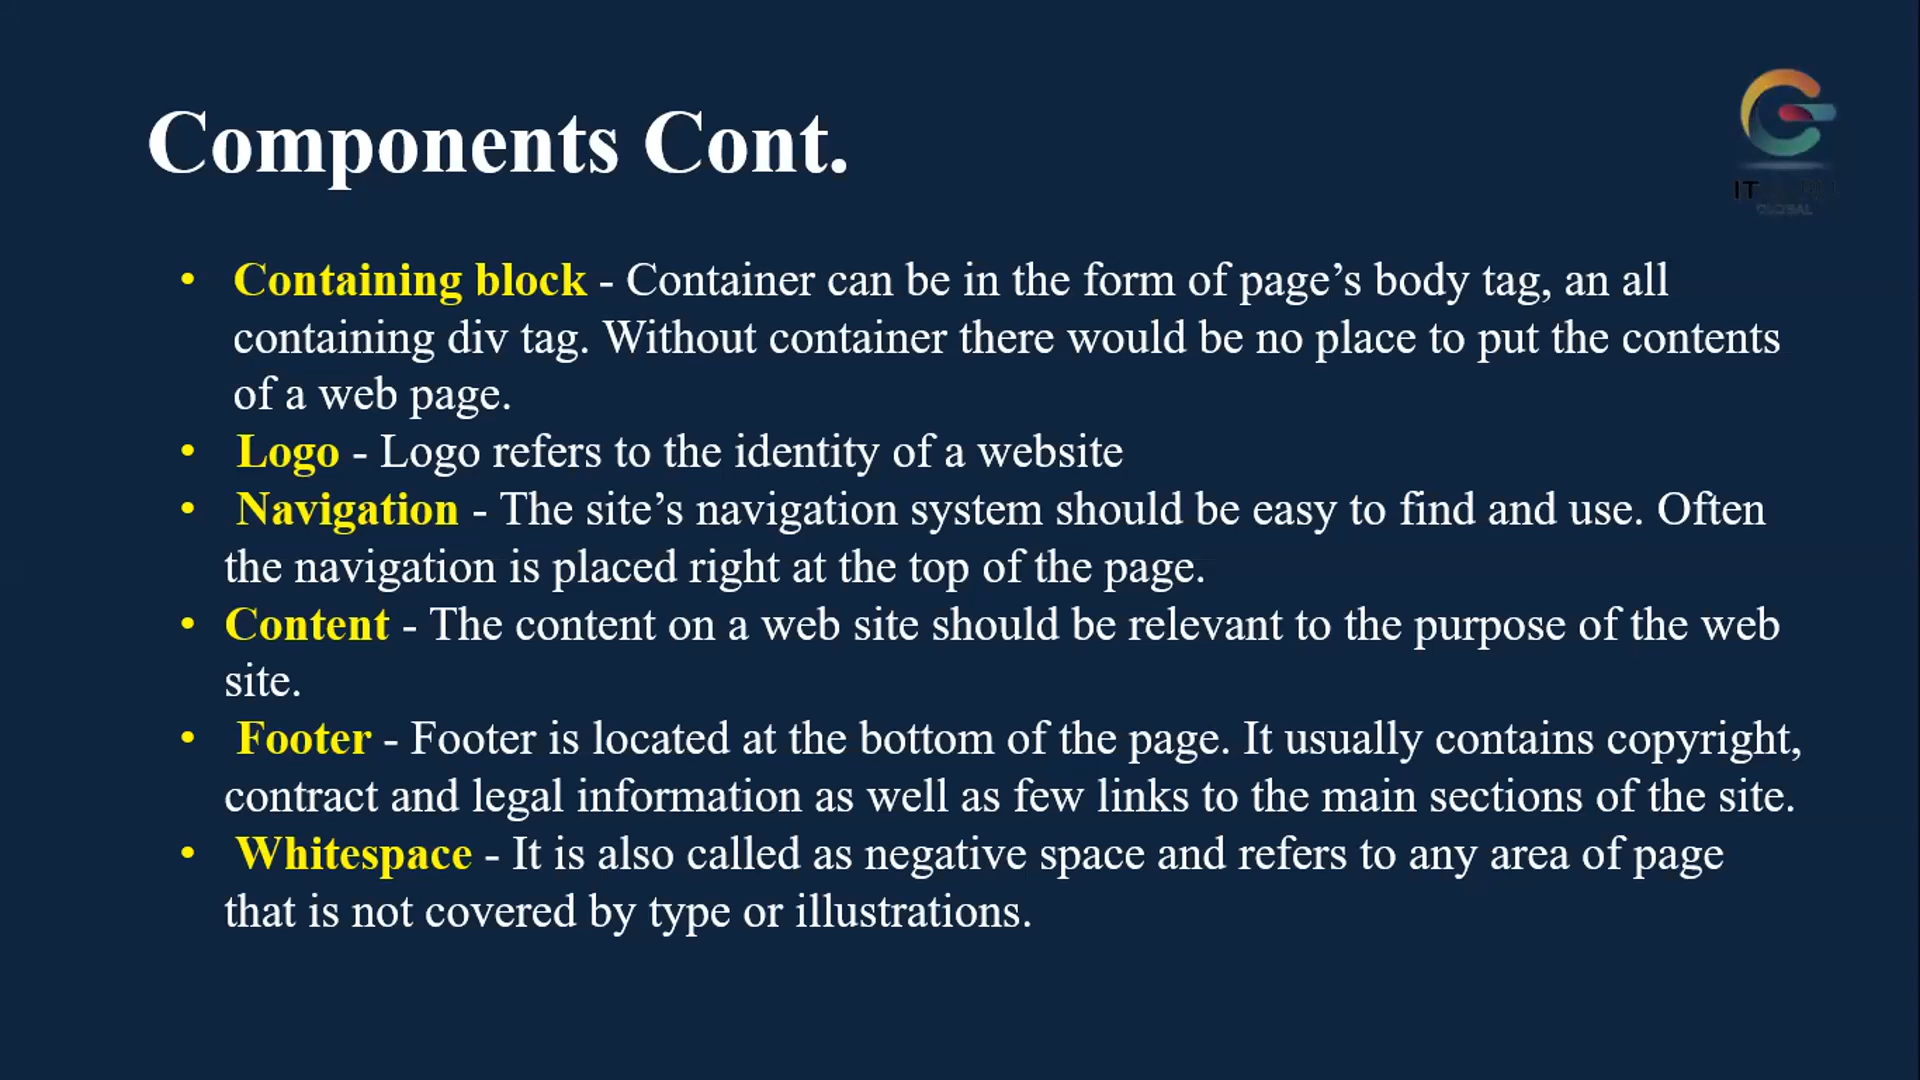 Components Cont.
IT
GLOBAL
• Containing block - Container can be in the form of page’s body tag, an all
containing div tag. Without container there would be no place to put the contents
of a web page.
• Logo - Logo refers to the identity of a website
• Navigation - The site’s navigation system should be easy to find and use. Often
the navigation is placed right at the top of the page.
• Content - The content on a web site should be relevant to the purpose of the web
site.
• Footer - Footer is located at the bottom of the page. It usually contains copyright,
contract and legal information as well as few links to the main sections of the site.
• Whitespace - It is also called as negative space and refers to any area of page
that is not covered by type or illustrations.